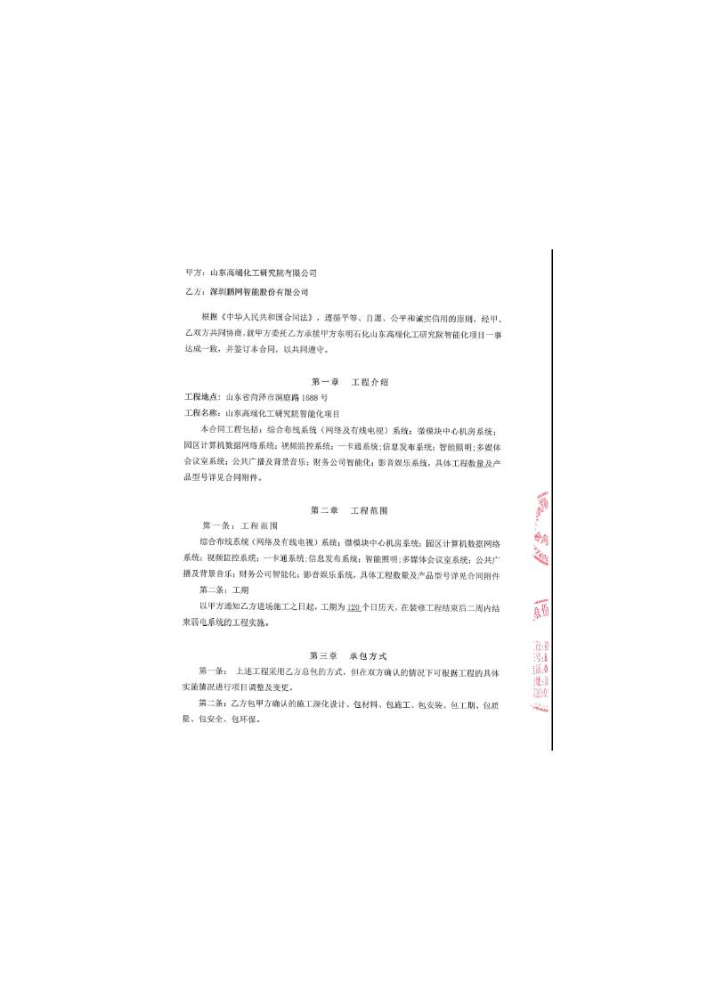 甲方：山东高端化工研究院有限公司
乙方：深圳鹏网智能股份有限公司
根据《中华人民共和国合同法》，遵循平等、自愿、公平和诚实信用的原则，经甲、
乙双方共同协商，就甲方委托乙方承接甲方东明石化山东高端化工研究院智能化项目一事
达成一致，并签订本合同，以共同遵守。
第一章 工程介绍
工程地点：山东省菏泽市洞庭路 1688 号
工程名称：山东高端化工研究院智能化项目
本合同工程包括：综合布线系统（网络及有线电视）系统；微模块中心机房系统；
园区计算机数据网络系统；视频监控系统；一卡通系统;信息发布系统；智能照明;多媒体
会议室系统；公共广播及背景音乐；财务公司智能化；影音娱乐系统，具体工程数量及产
品型号详见合同附件。
第二章 工程范围
第一条：工程范围
综合布线系统（网络及有线电视）系统；微模块中心机房系统；园区计算机数据网络
系统；视频监控系统；一卡通系统;信息发布系统；智能照明;多媒体会议室系统；公共广
播及背景音乐；财务公司智能化；影音娱乐系统，具体工程数量及产品型号详见合同附件
第二条：工期
以甲方通知乙方进场施工之日起，工期为 120 个日历天，在装修工程结束后二周内结
束弱电系统的工程实施。
第三章 承包方式
第一条： 上述工程采用乙方总包的方式，但在双方确认的情况下可根据工程的具体
实施情况进行项目调整及变更。
第二条：乙方包甲方确认的施工深化设计、包材料、包施工、包安装、包工期、包质
量、包安全、包环保。
合同
股份